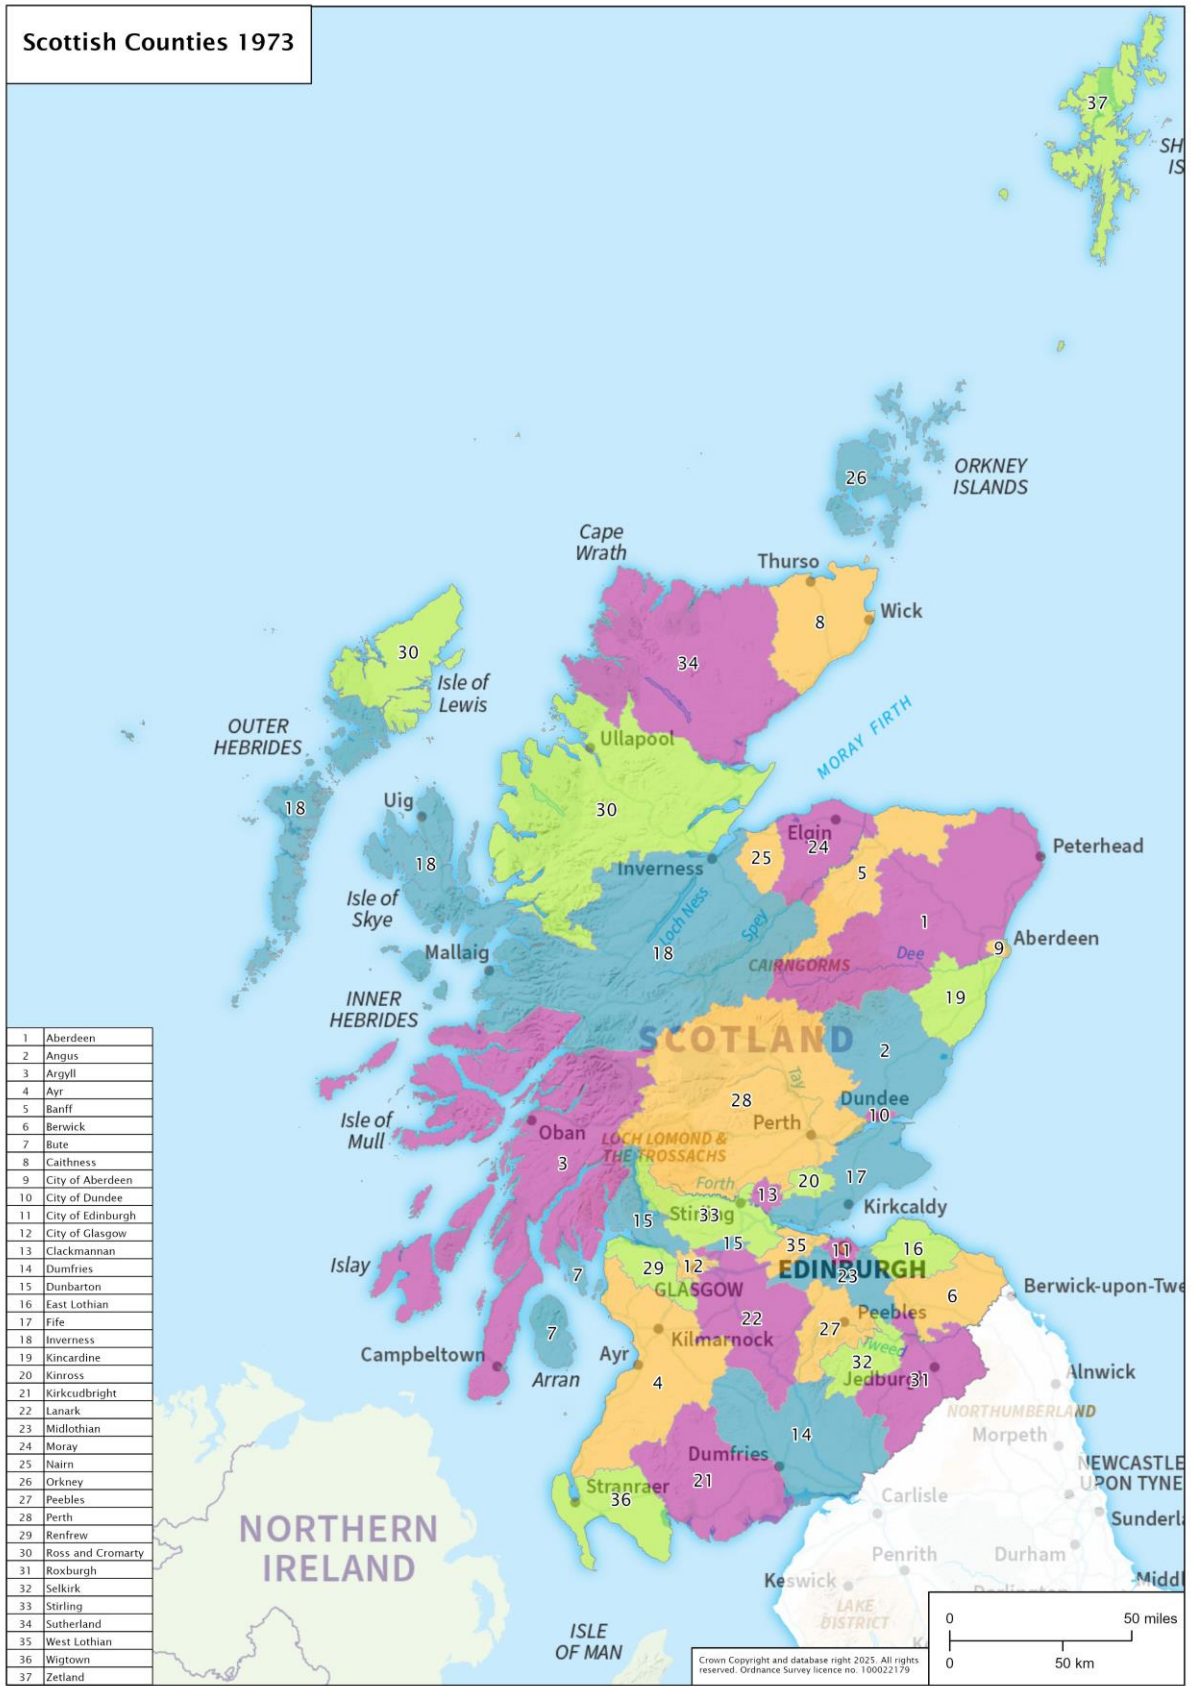 Scottish Counties 1973
37
ORKNEY
ISLANDS
26
Cape
Wrath
Thurso
Wick
8
34
30
Isle of
Lewis
OUTER
HEBRIDES
18
Ullapool
MORAY FIRTH
Uig
30
18
Isle of
Skye
Elgin
24
25
5
Inverness
Peterhead
Loch Ness
Spey
1
Mallaig
18
CAIRNGORMS
Dee
9
Aberdeen
19
INNER
HEBRIDES
SCOTLAND
2
Tay
Dundee
10
28
Perth
Isle of
Mull
Oban
3
LOCH LOMOND &
THE TROSSACHS
17
20
13
Forth
Kirkcaldy
Stirling
33
15
15
35
11
16
Islay
7
29
12
EDINBURGH
23
GLASGOW
6
Berwick-upon-Twe
22
27
Peebles
7
Kilmarnock
Tweed
32
Campbeltown
Arran
Ayr
4
Jedburg
31
Alnwick
NORTHUMBERLAND
Morpeth
14
Dumfries
21
NEWCASTLE
UPON TYNE
Stranraer
36
Carlisle
Sunderl
NORTHERN
IRELAND
Penrith
Durham
Keswick
Middl
LAKE
DISTRICT
ISLE
OF MAN
1 Aberdeen
2 Angus
3 Argyll
4 Ayr
5 Banff
6 Berwick
7 Bute
8 Caithness
9 City of Aberdeen
10 City of Dundee
11 City of Edinburgh
12 City of Glasgow
13 Clackmannan
14 Dumfries
15 Dunbarton
16 East Lothian
17 Fife
18 Inverness
19 Kincardine
20 Kinross
21 Kirkcudbright
22 Lanark
23 Midlothian
24 Moray
25 Nairn
26 Orkney
27 Peebles
28 Perth
29 Renfrew
30 Ross and Cromarty
31 Roxburgh
32 Selkirk
33 Stirling
34 Sutherland
35 West Lothian
36 Wigtown
37 Zetland
Crown Copyright and database right 2025. All rights
reserved. Ordnance Survey licence no. 100022179
0 50 miles
0 50 km